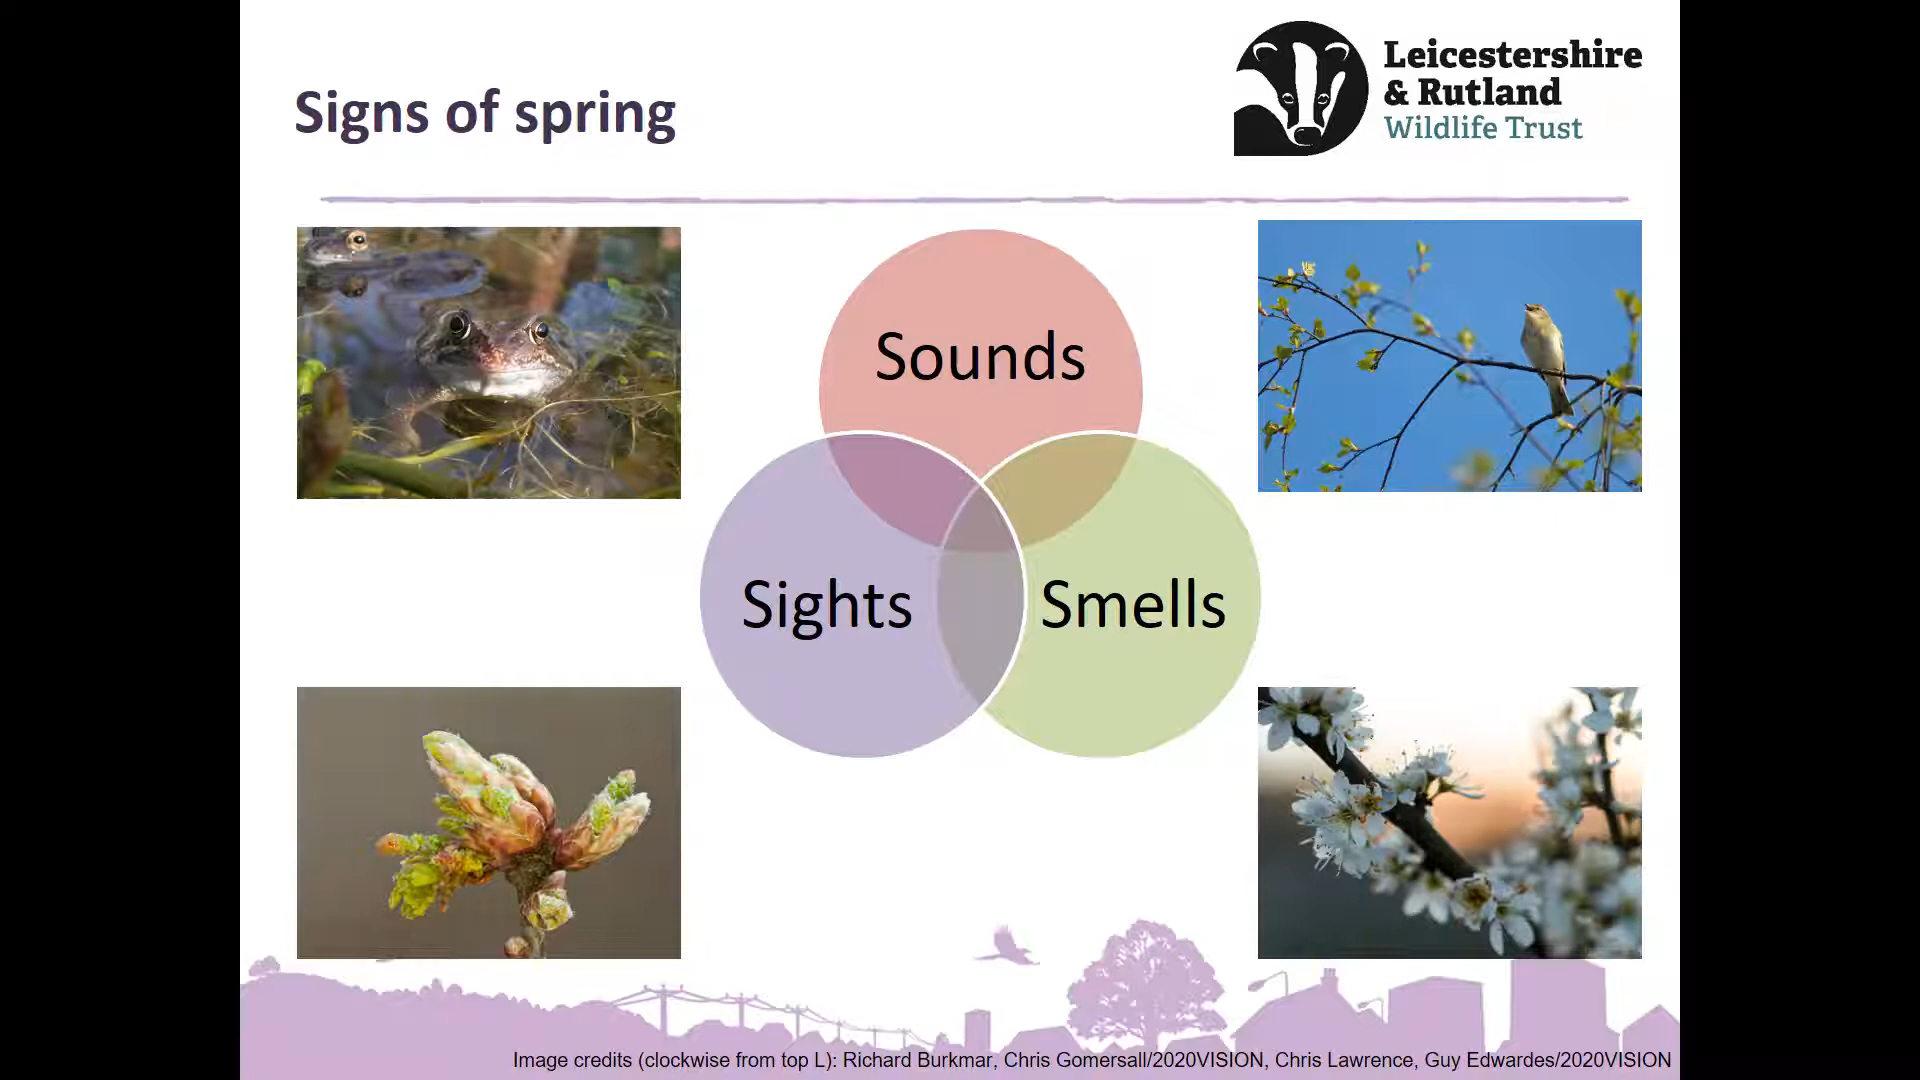 Signs of spring
Leicestershire
& Rutland
Wildlife Trust
Sounds
Sights
Smells
Image credits (clockwise from top L): Richard Burkmar, Chris Gomersall/2020VISION, Chris Lawrence, Guy Edwardes/2020VISION